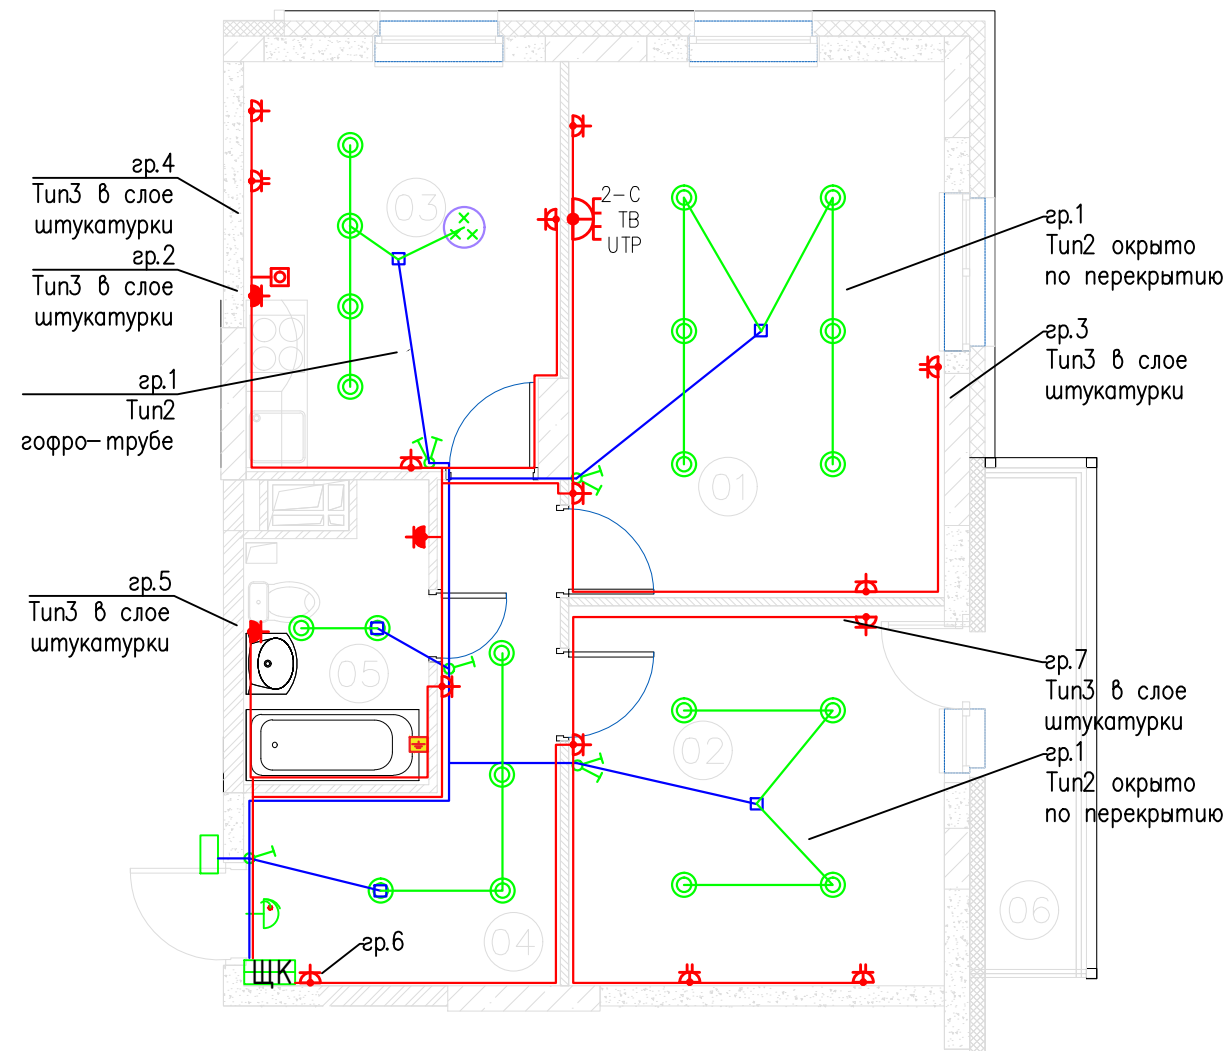 гр.4
Тип3 в слое
штукатурки
гр.2
Тип3 в слое
штукатурки
гр.1
Тип2
гофро-трубе
гр.5
Тип3 в слое
штукатурки
03
2-С
ТВ
UTP
01
05
02
04
06
ЩК
гр.6
гр.1
Тип2 окрыто
по перекрытию
гр.3
Тип3 в слое
штукатурки
гр.7
Тип3 в слое
штукатурки
гр.1
Тип2 окрыто
по перекрытию